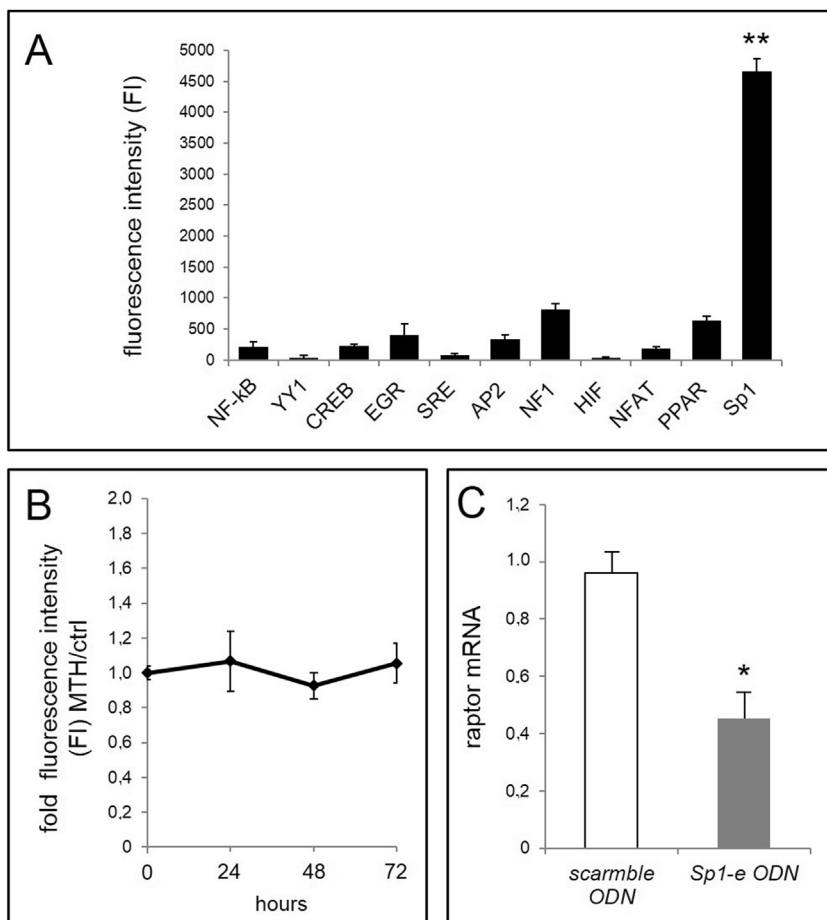 A
**
fluorescence intensity (FI)
5000
4500
4000
3500
3000
2500
2000
1500
1000
500
0
NF-kB YY1 CREB EGR SRE AP2 NF1 HIF NFAT PPAR Sp1
B
fold fluorescence intensity
(FI) MTH/ctrl
2,0
1,8
1,6
1,4
1,2
1,0
0,8
0,6
0,4
0,2
0
0 24 48 72
hours
C
raptor mRNA
1,2
1,0
0,8
0,6
0,4
0,2
0
*
scarmble
ODN
Sp1-e ODN